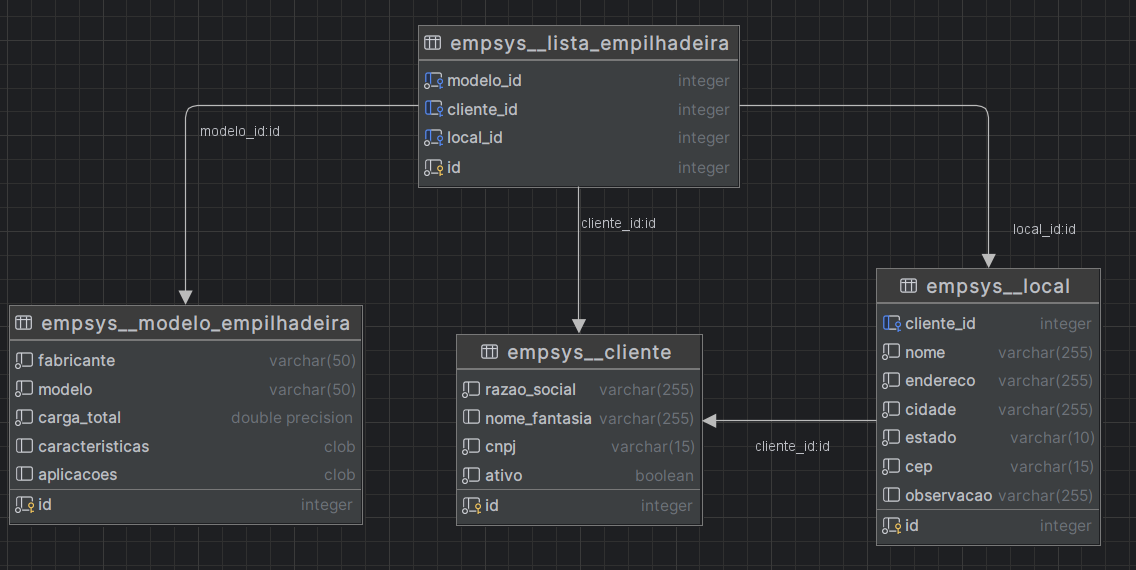 empsys__lista_empilhadeira
modelo_id integer
cliente_id integer
local_id integer
id integer
modelo_id:id
cliente_id:id
local_id:id
empsys__modelo_empilhadeira
fabricante varchar(50)
modelo varchar(50)
carga_total double precision
caracteristicas clob
aplicacoes clob
id integer
empsys__cliente
razao_social varchar(255)
nome_fantasia varchar(255)
cnpj varchar(15)
ativo boolean
id integer
cliente_id:id
empsys__local
cliente_id integer
nome varchar(255)
endereco varchar(255)
cidade varchar(255)
estado varchar(10)
cep varchar(15)
observacao varchar(255)
id integer